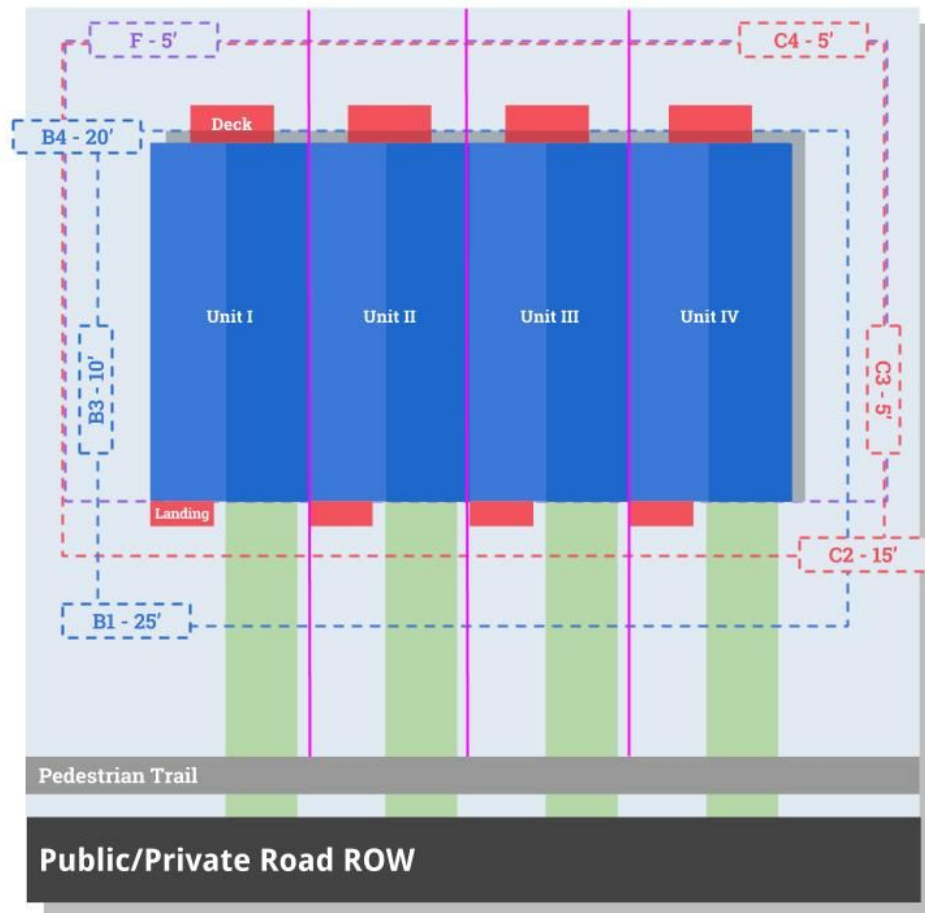 F - 5′
C4 - 5′
Deck
B4 - 20′
Unit I
Unit II
Unit III
Unit IV
B3 - 10′
C3 - 5′
Landing
C2 - 15′
B1 - 25′
Pedestrian Trail
Public/Private Road ROW